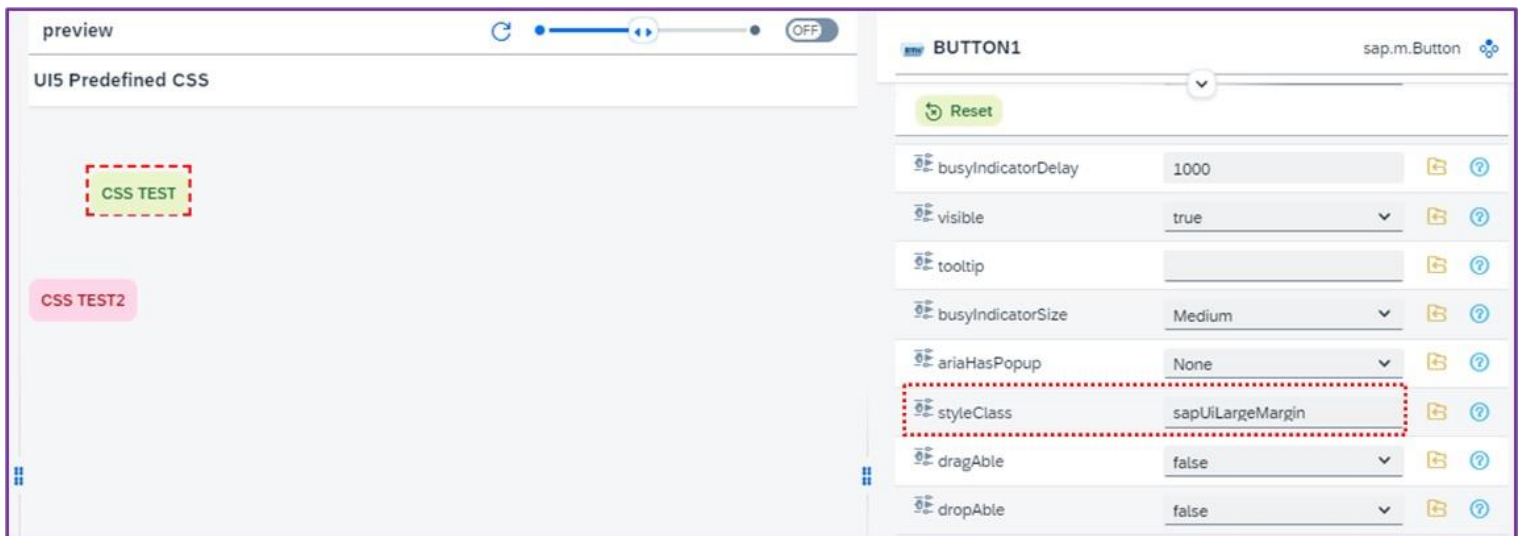 preview
OFF
UI5 Predefined CSS
CSS TEST
CSS TEST2
BUTTON1 sap.m.Button
Reset
busyIndicatorDelay 1000
visible true
tooltip
busyIndicatorSize Medium
ariaHasPopup None
styleClass sapUiLargeMargin
dragAble false
dropAble false